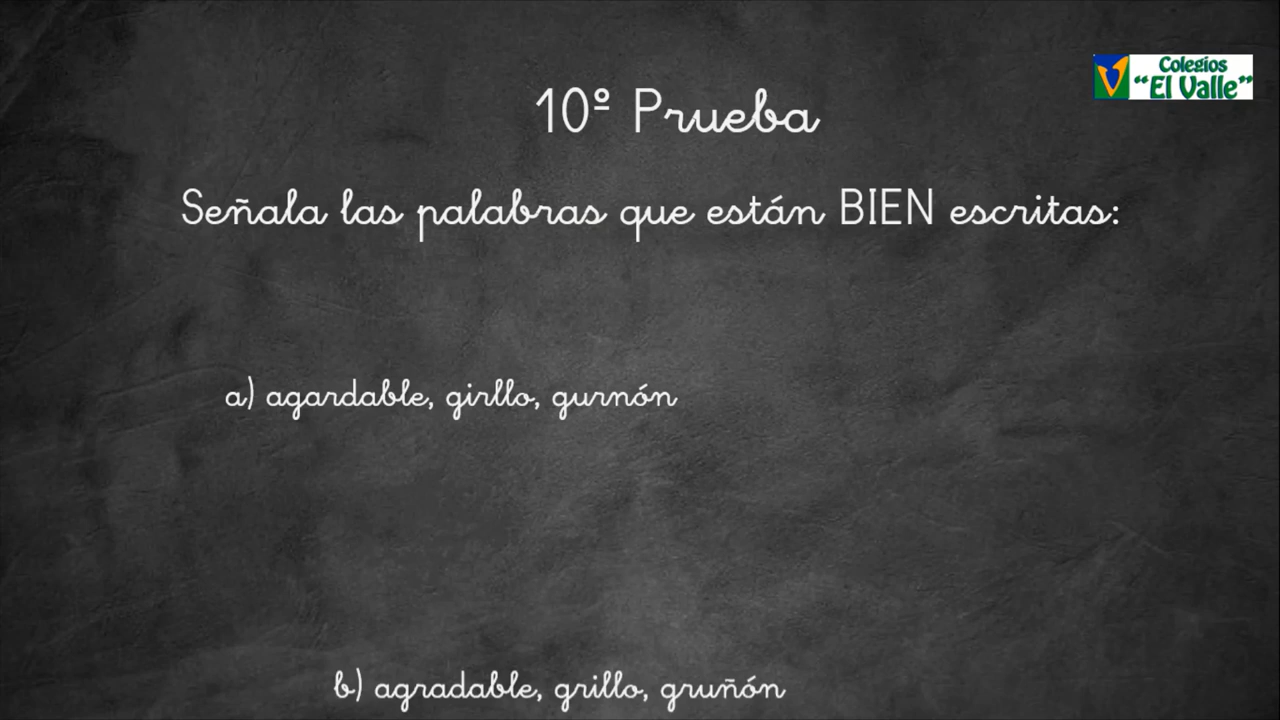 Colegios
“El Valle”
10º Prueba
Señala las palabras que están BIEN escritas:
a) agardable, girllo, gurnón
b) agradable, grillo, gruñón